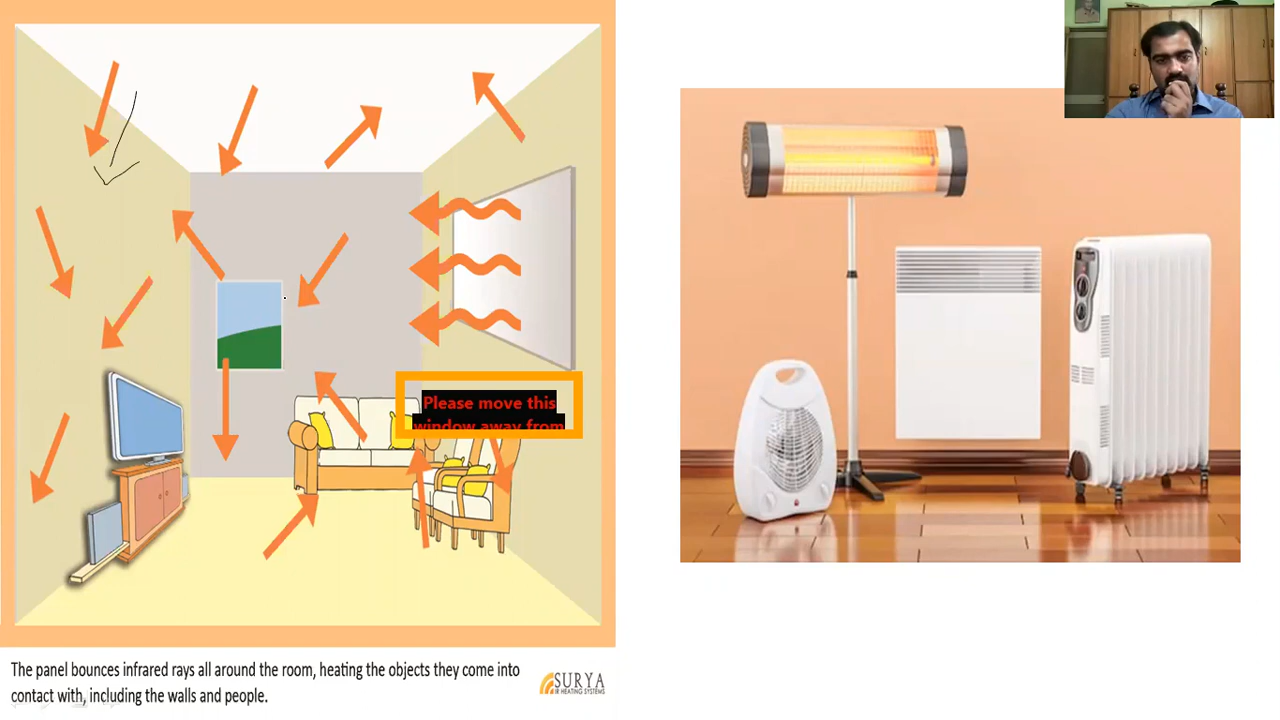 Please move this
window away from
The panel bounces infrared rays all around the room, heating the objects they come into
contact with, including the walls and people.
SURYA
IR HEATING SYSTEMS